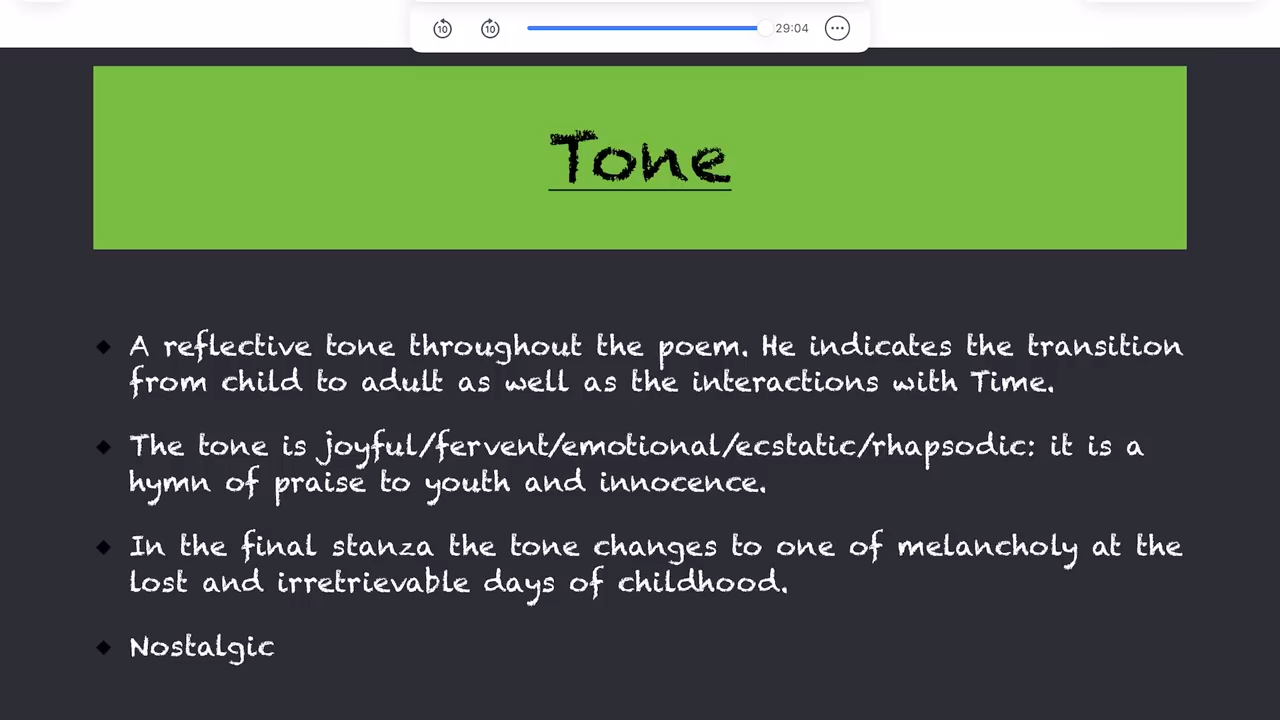 10
10
29:04
Tone
A reflective tone throughout the poem. He indicates the transition
from child to adult as well as the interactions with Time.
The tone is joyful/fervent/emotional/ecstatic/rhapsodic: it is a
hymn of praise to youth and innocence.
In the final stanza the tone changes to one of melancholy at the
lost and irretrievable days of childhood.
Nostalgic